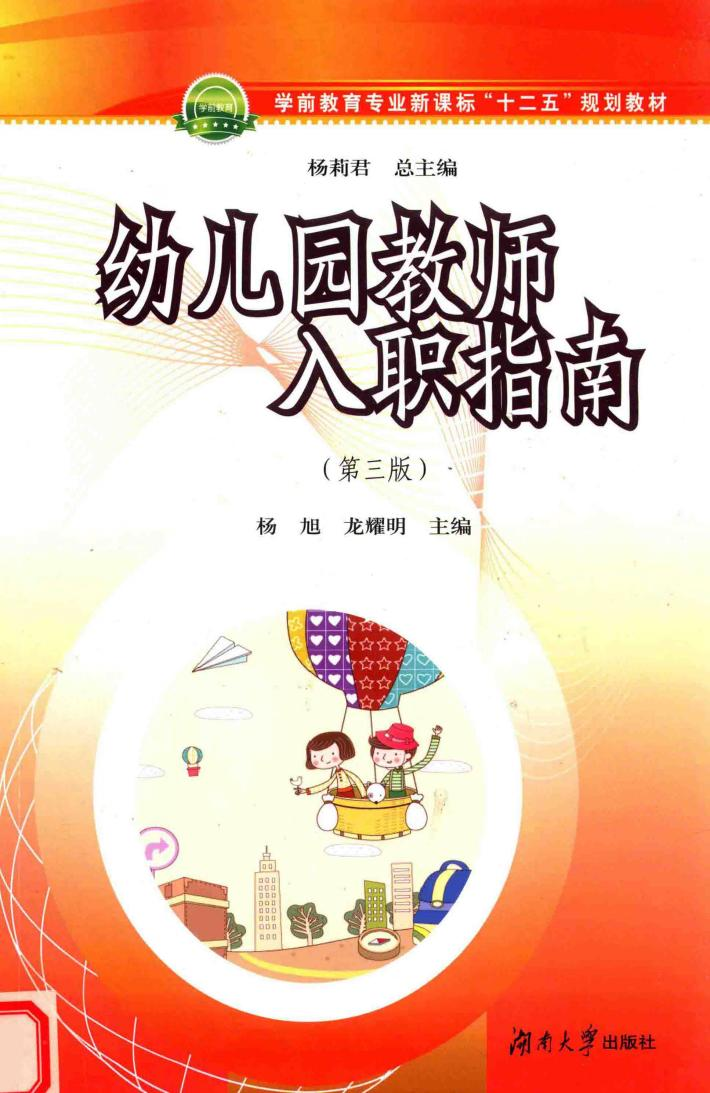 学前教育
学前教育专业新课标“十二五”规划教材
杨莉君 总主编
幼儿园教师
入职指南
（第三版）
杨 旭 龙耀明 主编
湖南大学出版社